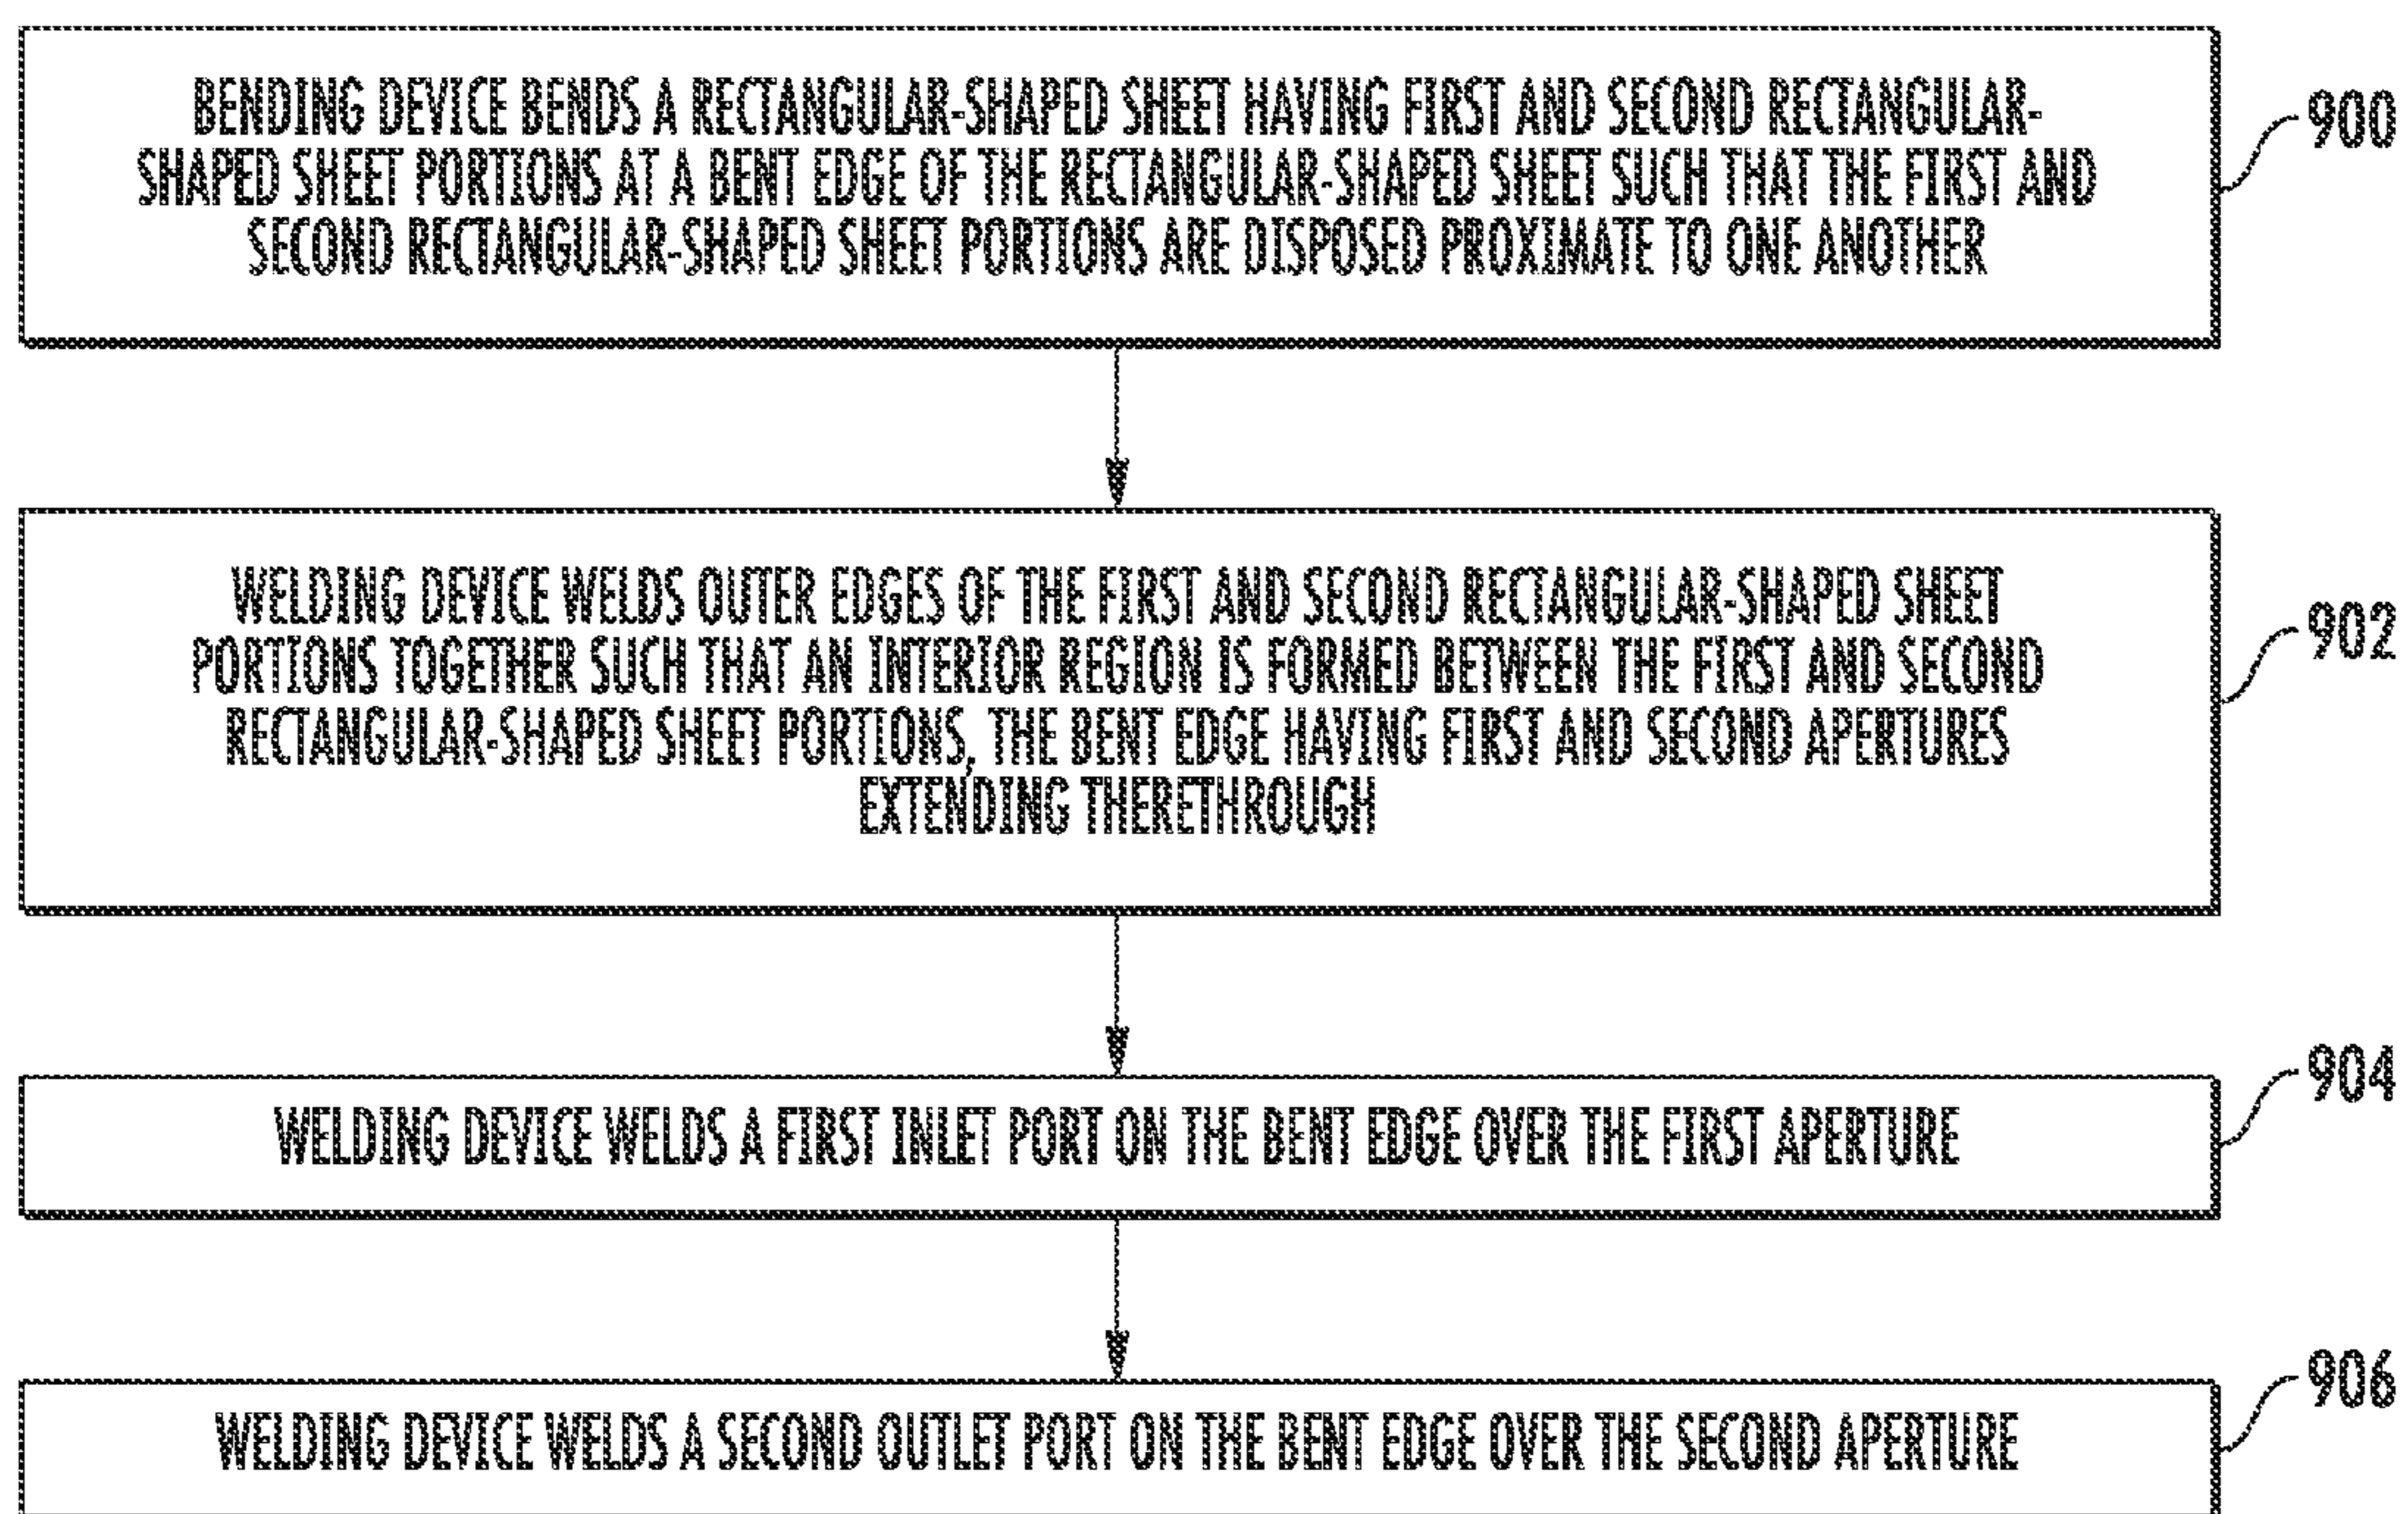 BENDING DEVICE BENDS A RECTANGULAR-SHAPED SHEET HAVING FIRST AND SECOND RECTANGULAR-
SHAPED SHEET PORTIONS AT A BENT EDGE OF THE RECTANGULAR-SHAPED SHEET SUCH THAT THE FIRST AND
SECOND RECTANGULAR-SHAPED SHEET PORTIONS ARE DISPOSED PROXIMATE TO ONE ANOTHER
900
WELDING DEVICE WELDS OUTER EDGES OF THE FIRST AND SECOND RECTANGULAR-SHAPED SHEET
PORTIONS TOGETHER SUCH THAT AN INTERIOR REGION IS FORMED BETWEEN THE FIRST AND SECOND
RECTANGULAR-SHAPED SHEET PORTIONS, THE BENT EDGE HAVING FIRST AND SECOND APERTURES
EXTENDING THERETHROUGH
902
WELDING DEVICE WELDS A FIRST INLET PORT ON THE BENT EDGE OVER THE FIRST APERTURE
904
WELDING DEVICE WELDS A SECOND OUTLET PORT ON THE BENT EDGE OVER THE SECOND APERTURE
906